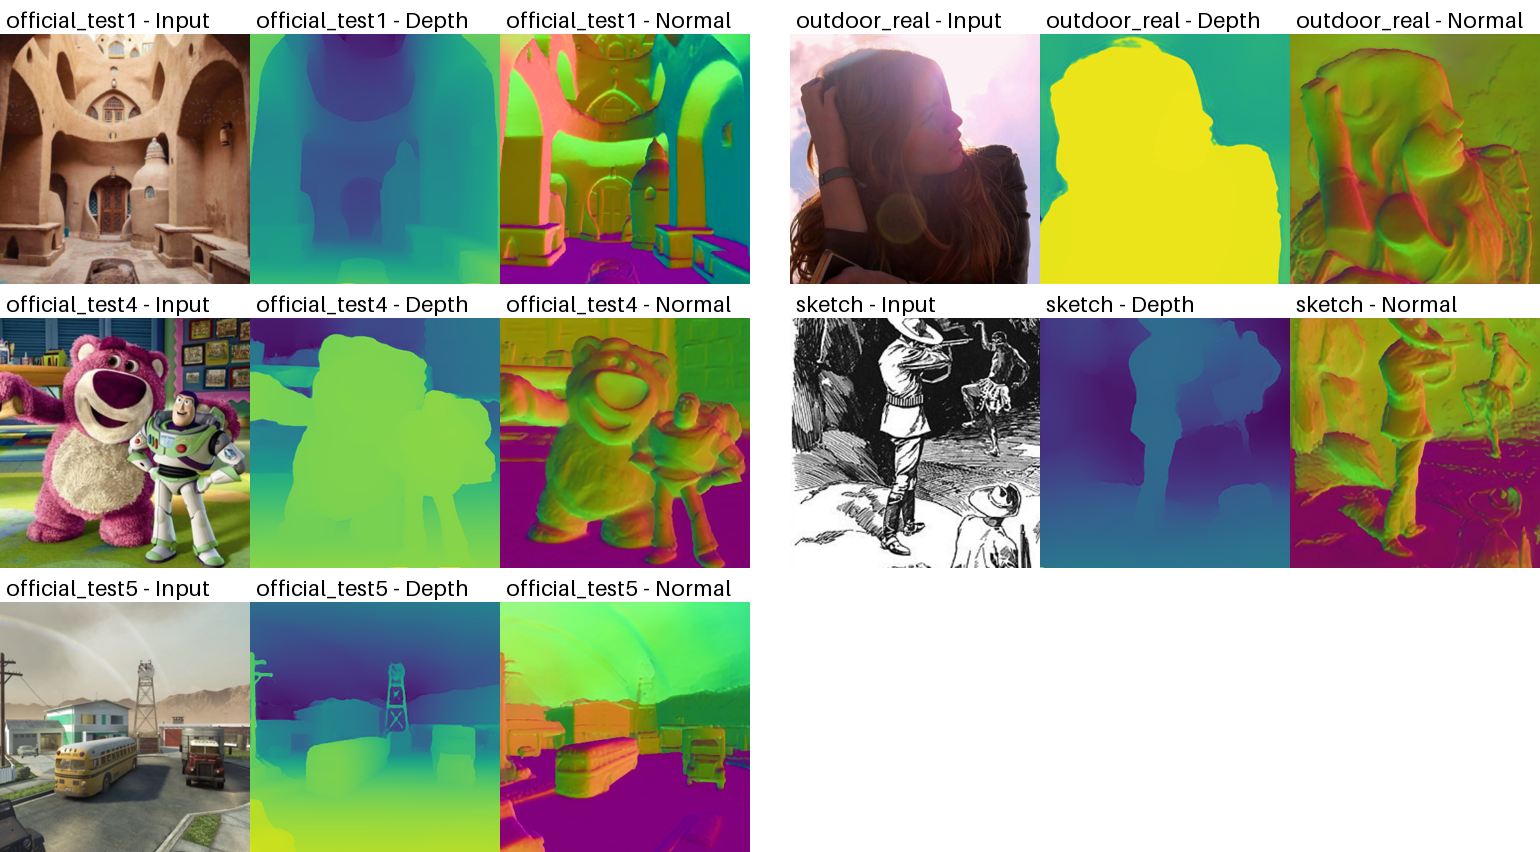 official_test1 - Input
official_test1 - Depth
official_test1 - Normal
outdoor_real - Input
outdoor_real - Depth
outdoor_real - Normal
official_test4 - Input
official_test4 - Depth
official_test4 - Normal
sketch - Input
sketch - Depth
sketch - Normal
official_test5 - Input
official_test5 - Depth
official_test5 - Normal